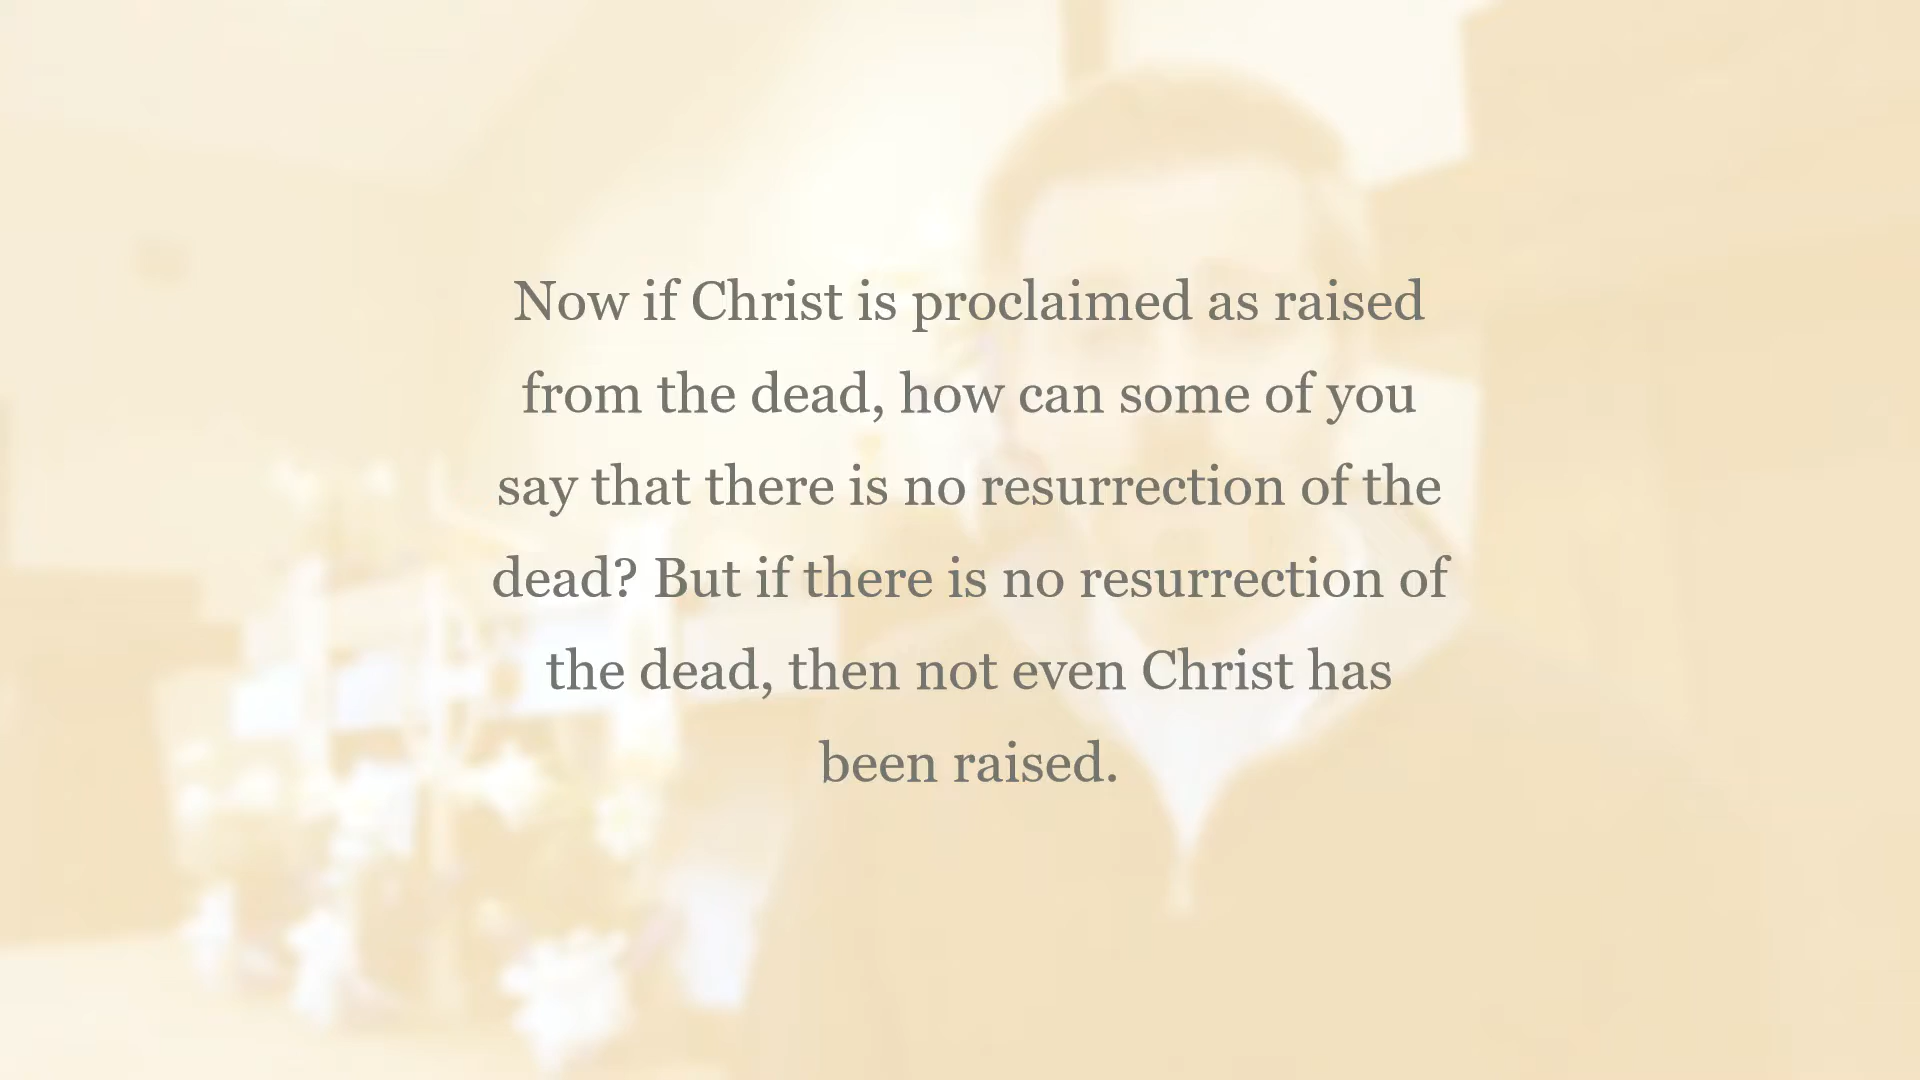 Now if Christ is proclaimed as raised
from the dead, how can some of you
say that there is no resurrection of the
dead? But if there is no resurrection of
the dead, then not even Christ has
been raised.